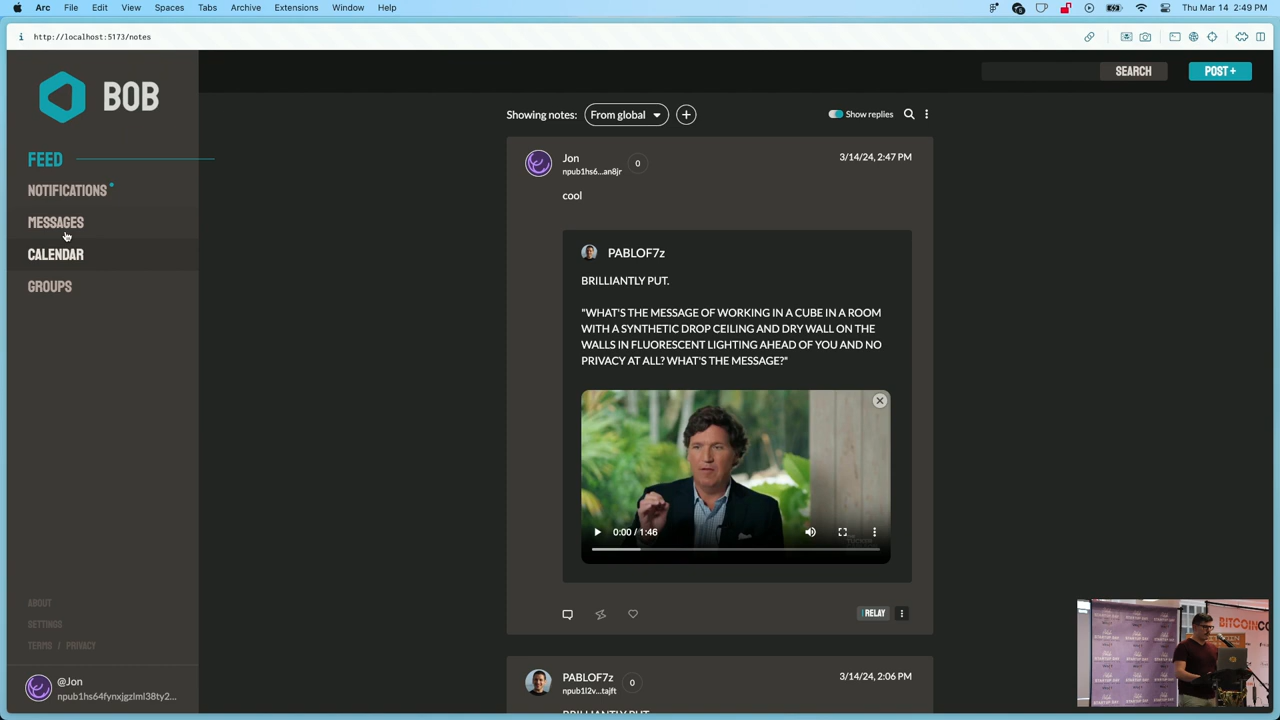 Arc File Edit View Spaces Tabs Archive Extensions Window Help
Thu Mar 14 2:49 PM
http://localhost:5173/notes
BOB
SEARCH
POST +
FEED
NOTIFICATIONS
MESSAGES
CALENDAR
GROUPS
Showing notes: From global
Show replies
Jon 0
npub1hs6...an8jr
3/14/24, 2:47 PM
cool
PABLOF7z
BRILLIANTLY PUT.
"WHAT'S THE MESSAGE OF WORKING IN A CUBE IN A ROOM
WITH A SYNTHETIC DROP CEILING AND DRY WALL ON THE
WALLS IN FLUORESCENT LIGHTING AHEAD OF YOU AND NO
PRIVACY AT ALL? WHAT'S THE MESSAGE?"
0:00 / 1:46
RELAY
PABLOF7z 0
npub1l2v...tajft
3/14/24, 2:06 PM
BRILLIANTLY PUT
ABOUT
SETTINGS
TERMS / PRIVACY
@Jon
npub1hs64fynxjgzlml38ty2...
STARTUP DAY
BITCOIN